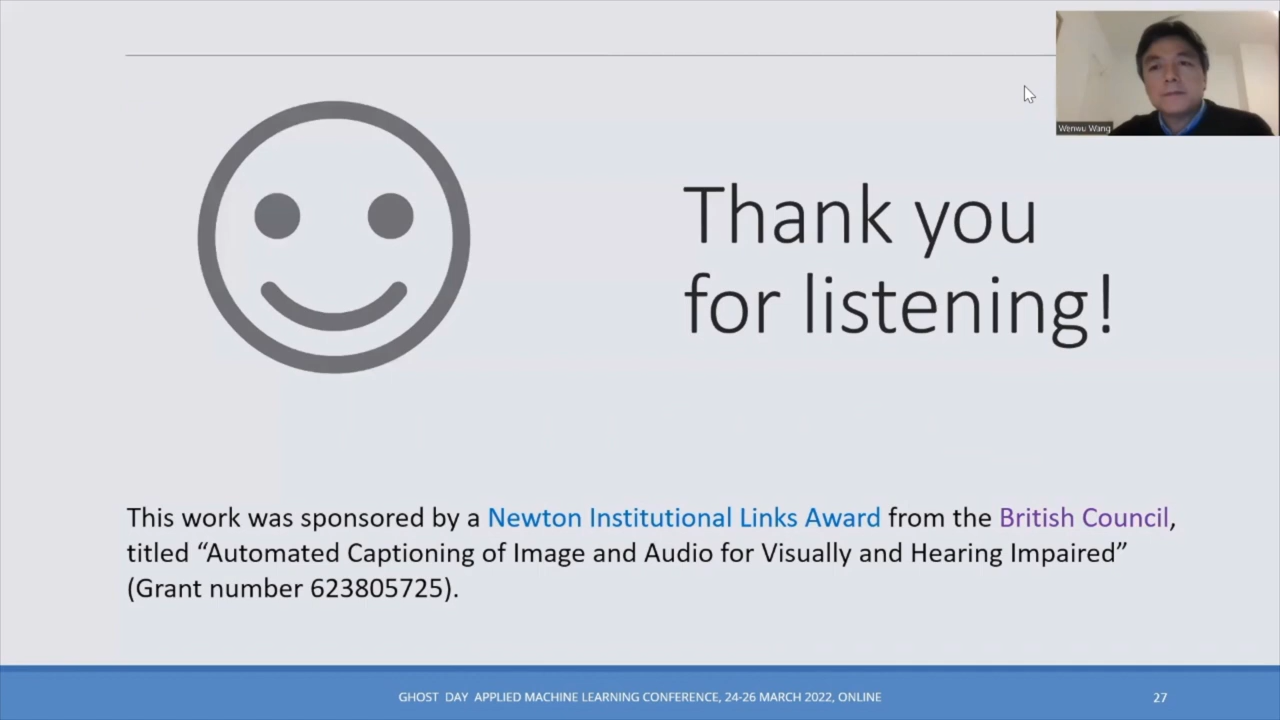 Wenwu Wang
Thank you
for listening!
This work was sponsored by a Newton Institutional Links Award from the British Council,
titled “Automated Captioning of Image and Audio for Visually and Hearing Impaired”
(Grant number 623805725).
GHOST DAY APPLIED MACHINE LEARNING CONFERENCE, 24-26 MARCH 2022, ONLINE
27